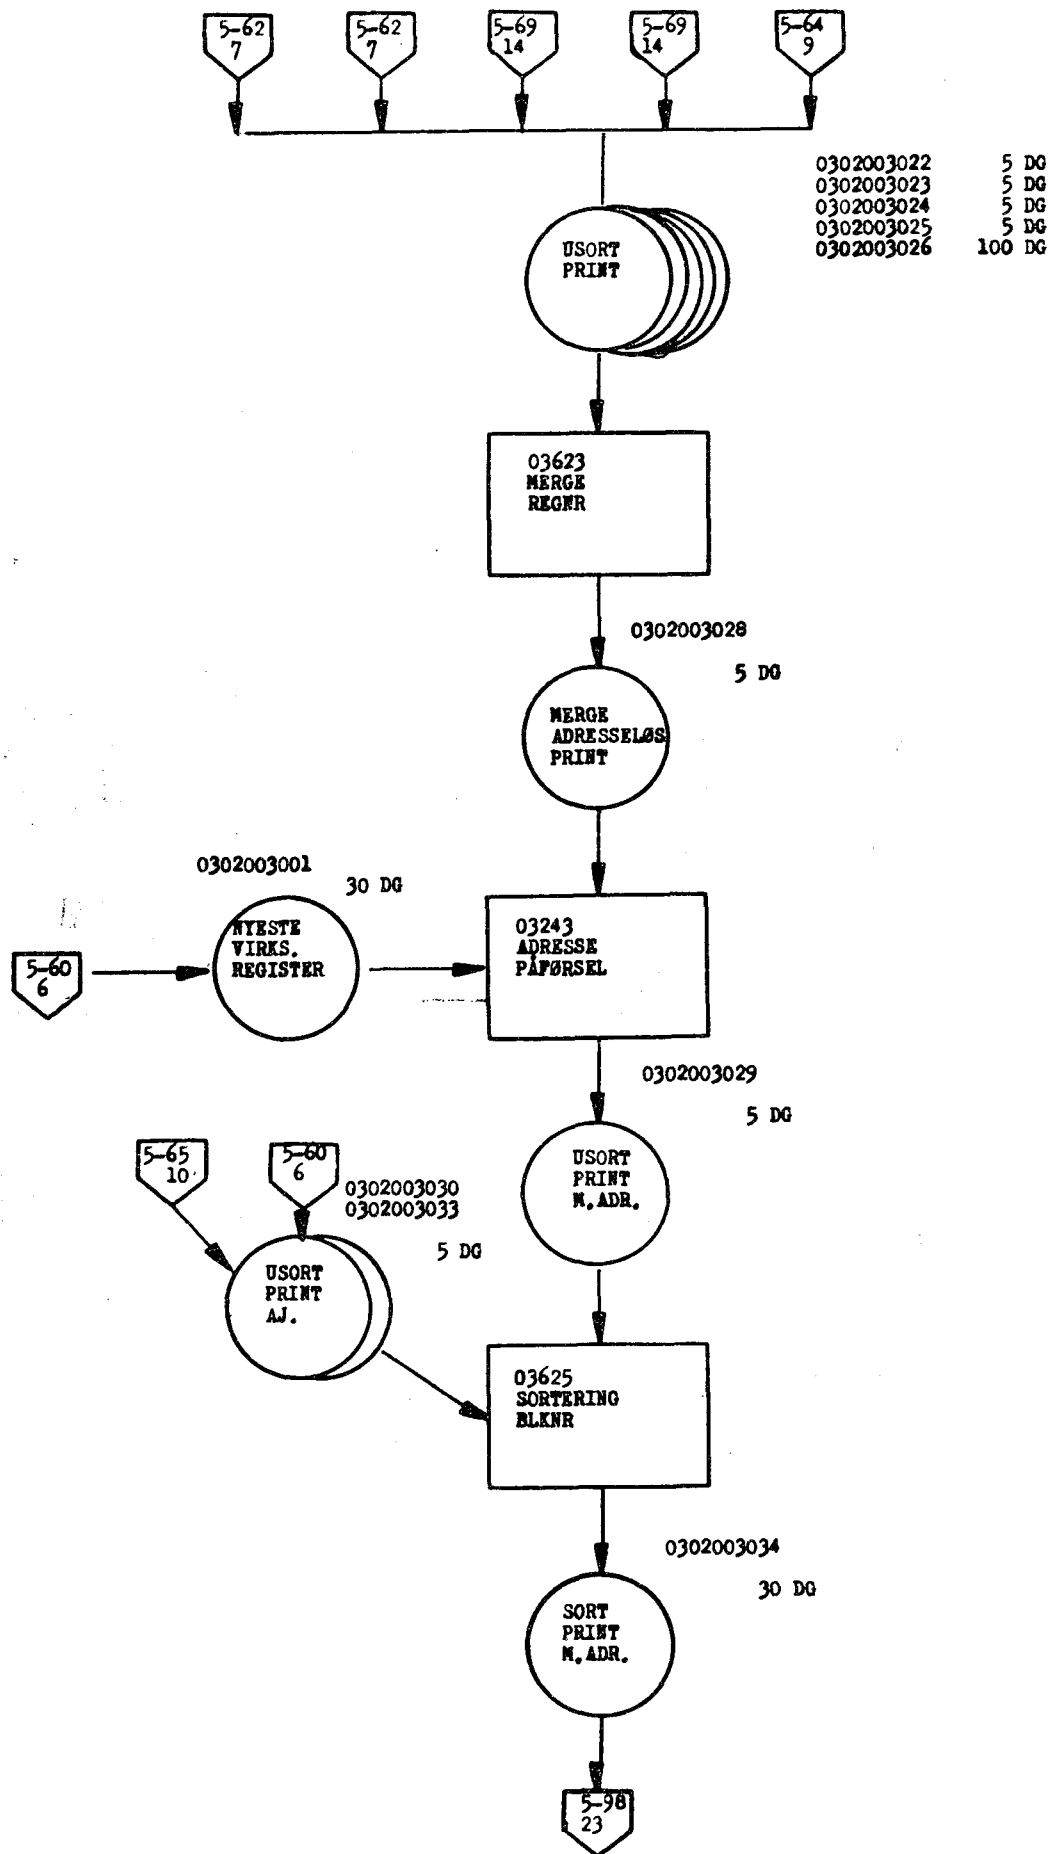 5-62
7
5-62
7
5-69
14
5-69
14
5-64
9
0302003022 5 DG
0302003023 5 DG
0302003024 5 DG
0302003025 5 DG
0302003026 100 DG
USORT
PRINT
03623
MERGE
REGNR
0302003028
5 DG
MERGE
ADRESSELØS
PRINT
0302003001
30 DG
5-60
6
NYESTE
VIRKS.
REGISTER
03243
ADRESSE
PÅFØRSEL
0302003029
5 DG
5-65
10
5-60
6
0302003030
0302003033
5 DG
USORT
PRINT
M.ADR.
USORT
PRINT
AJ.
03625
SORTERING
BLKNR
0302003034
30 DG
SORT
PRINT
M.ADR.
5-98
23